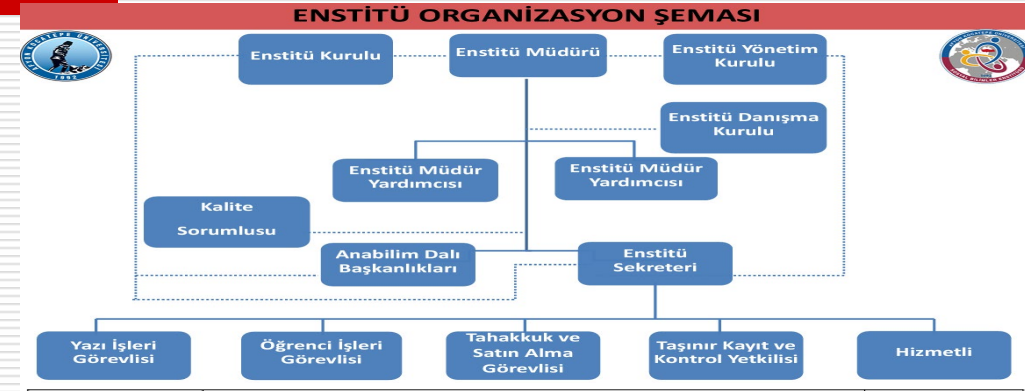 ENSTİTÜ ORGANİZASYON ŞEMASI
Enstitü Kurulu
Enstitü Müdürü
Enstitü Yönetim
Kurulu
Enstitü Danışma
Kurulu
Enstitü Müdür
Yardımcısı
Enstitü Müdür
Yardımcısı
Kalite
Sorumlusu
Anabilim Dalı
Başkanlıkları
Enstitü
Sekreteri
Yazı İşleri
Görevlisi
Öğrenci İşleri
Görevlisi
Tahakkuk ve
Satın Alma
Görevlisi
Taşınır Kayıt ve
Kontrol Yetkilisi
Hizmetli